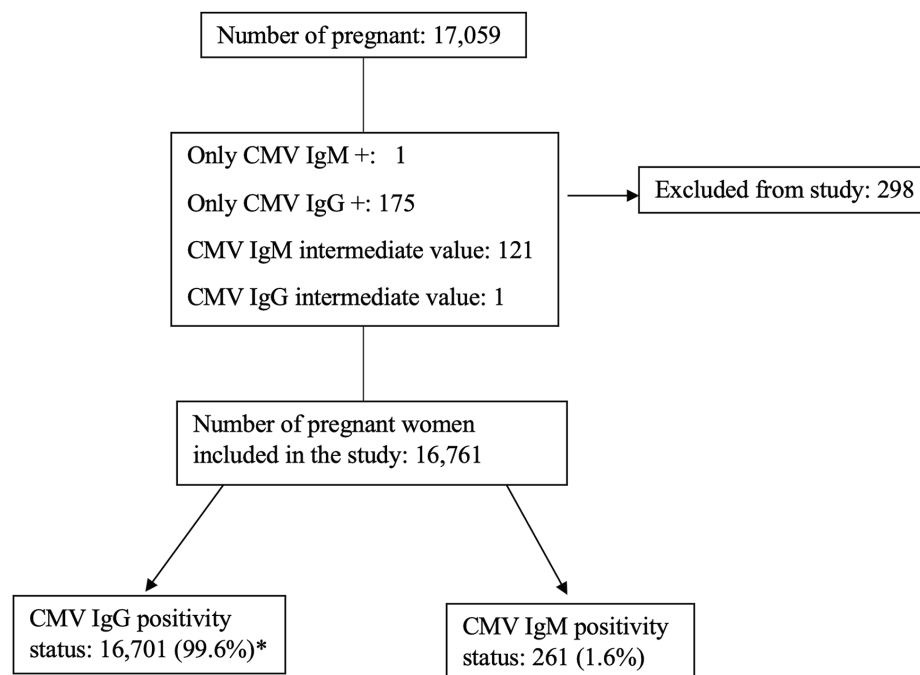 Number of pregnant: 17,059
Only CMV IgM +: 1
Only CMV IgG +: 175
CMV IgM intermediate value: 121
CMV IgG intermediate value: 1
Excluded from study: 298
Number of pregnant women
included in the study: 16,761
CMV IgG positivity
status: 16,701 (99.6%)*
CMV IgM positivity
status: 261 (1.6%)